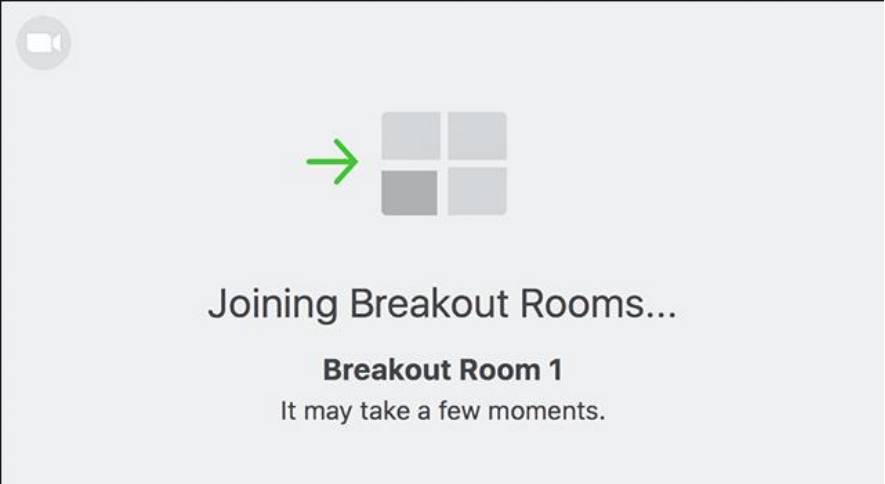 Joining Breakout Rooms...
Breakout Room 1
It may take a few moments.